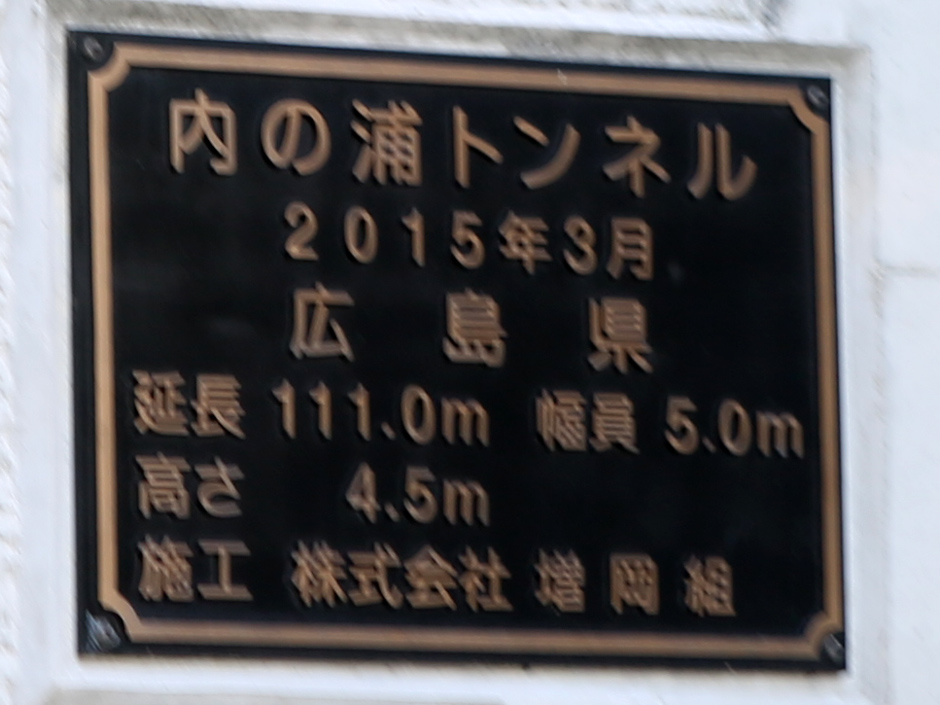 内の浦トンネル
2015年3月
広島県
延長 111.0m 幅員 5.0m
高さ 4.5m
施工 株式会社 増岡組